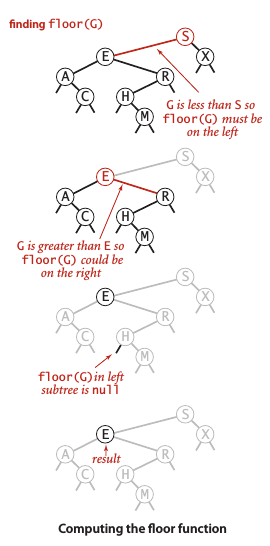 finding floor(G)
S
E
X
A
R
C
H
M
G is less than S so
floor(G) must be
on the left
S
E
X
A
R
C
H
M
G is greater than E so
floor(G) could be
on the right
S
E
X
A
R
C
H
M
floor(G) in left
subtree is null
S
E
X
A
R
result
C
H
M
Computing the floor function